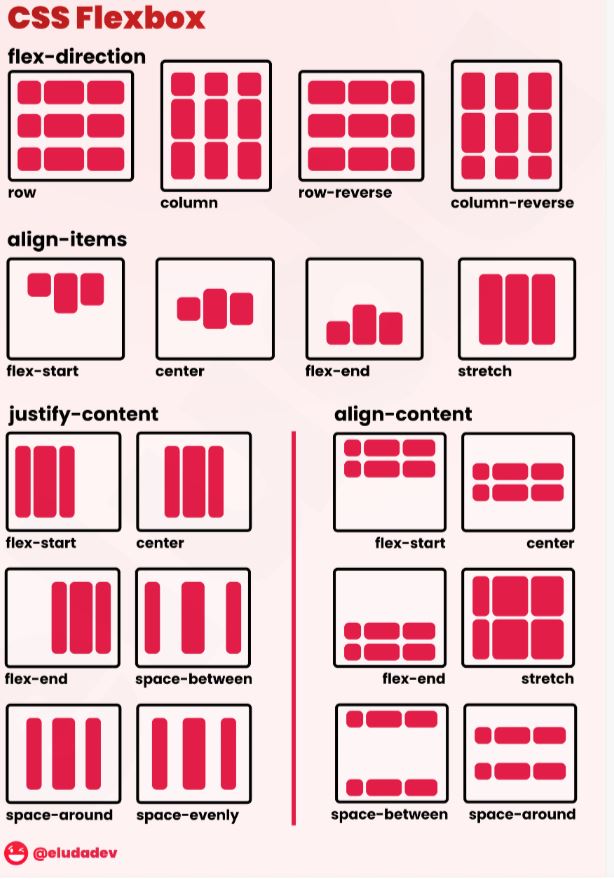 CSS Flexbox
flex-direction
row
column
row-reverse
column-reverse
align-items
flex-start
center
flex-end
stretch
justify-content
flex-start
center
flex-end
space-between
space-around
space-evenly
align-content
flex-start
center
flex-end
stretch
space-between
space-around
@eludadev